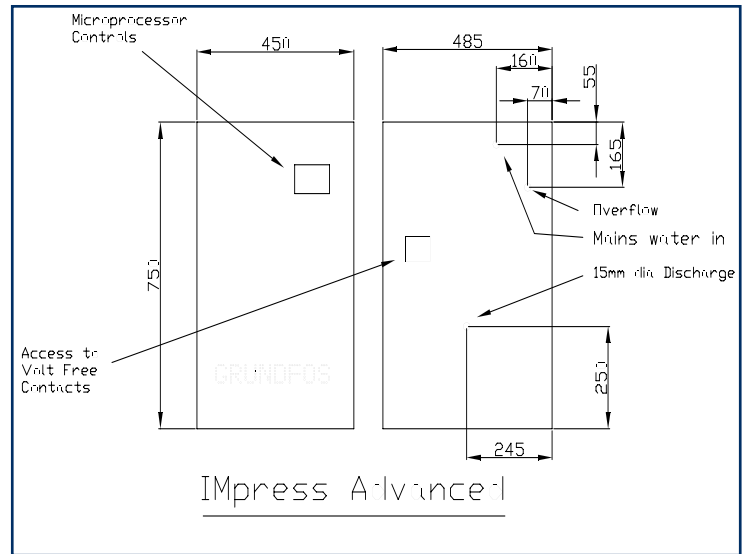 Microprocessor
Controls
450
485
160
70
55
165
Overflow
Mains water in
15mm dia Discharge
750
Access to
Volt Free
Contacts
GRUNDFOS
250
245
IMpress Advanced